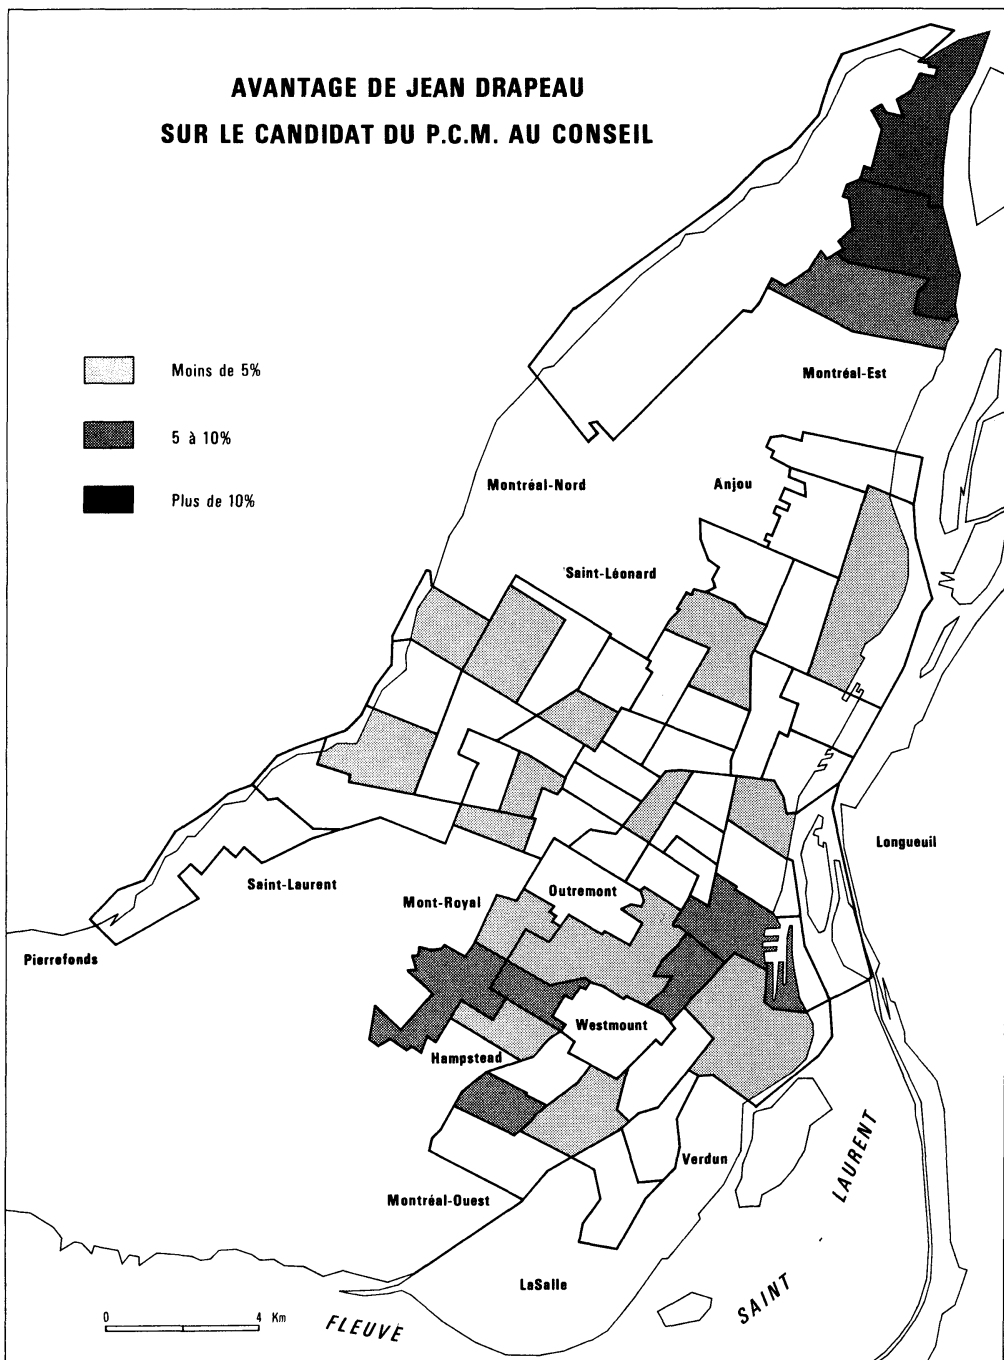 AVANTAGE DE JEAN DRAPEAU
SUR LE CANDIDAT DU P.C.M. AU CONSEIL
Moins de 5%
5 à 10%
Plus de 10%
Montréal-Est
Montréal-Nord
Anjou
Saint-Léonard
Longueuil
Saint-Laurent
Outremont
Mont-Royal
Pierrefonds
Westmount
Hampstead
Verdun
Montréal-Ouest
LaSalle
0 4 Km
FLEUVE SAINT LAURENT